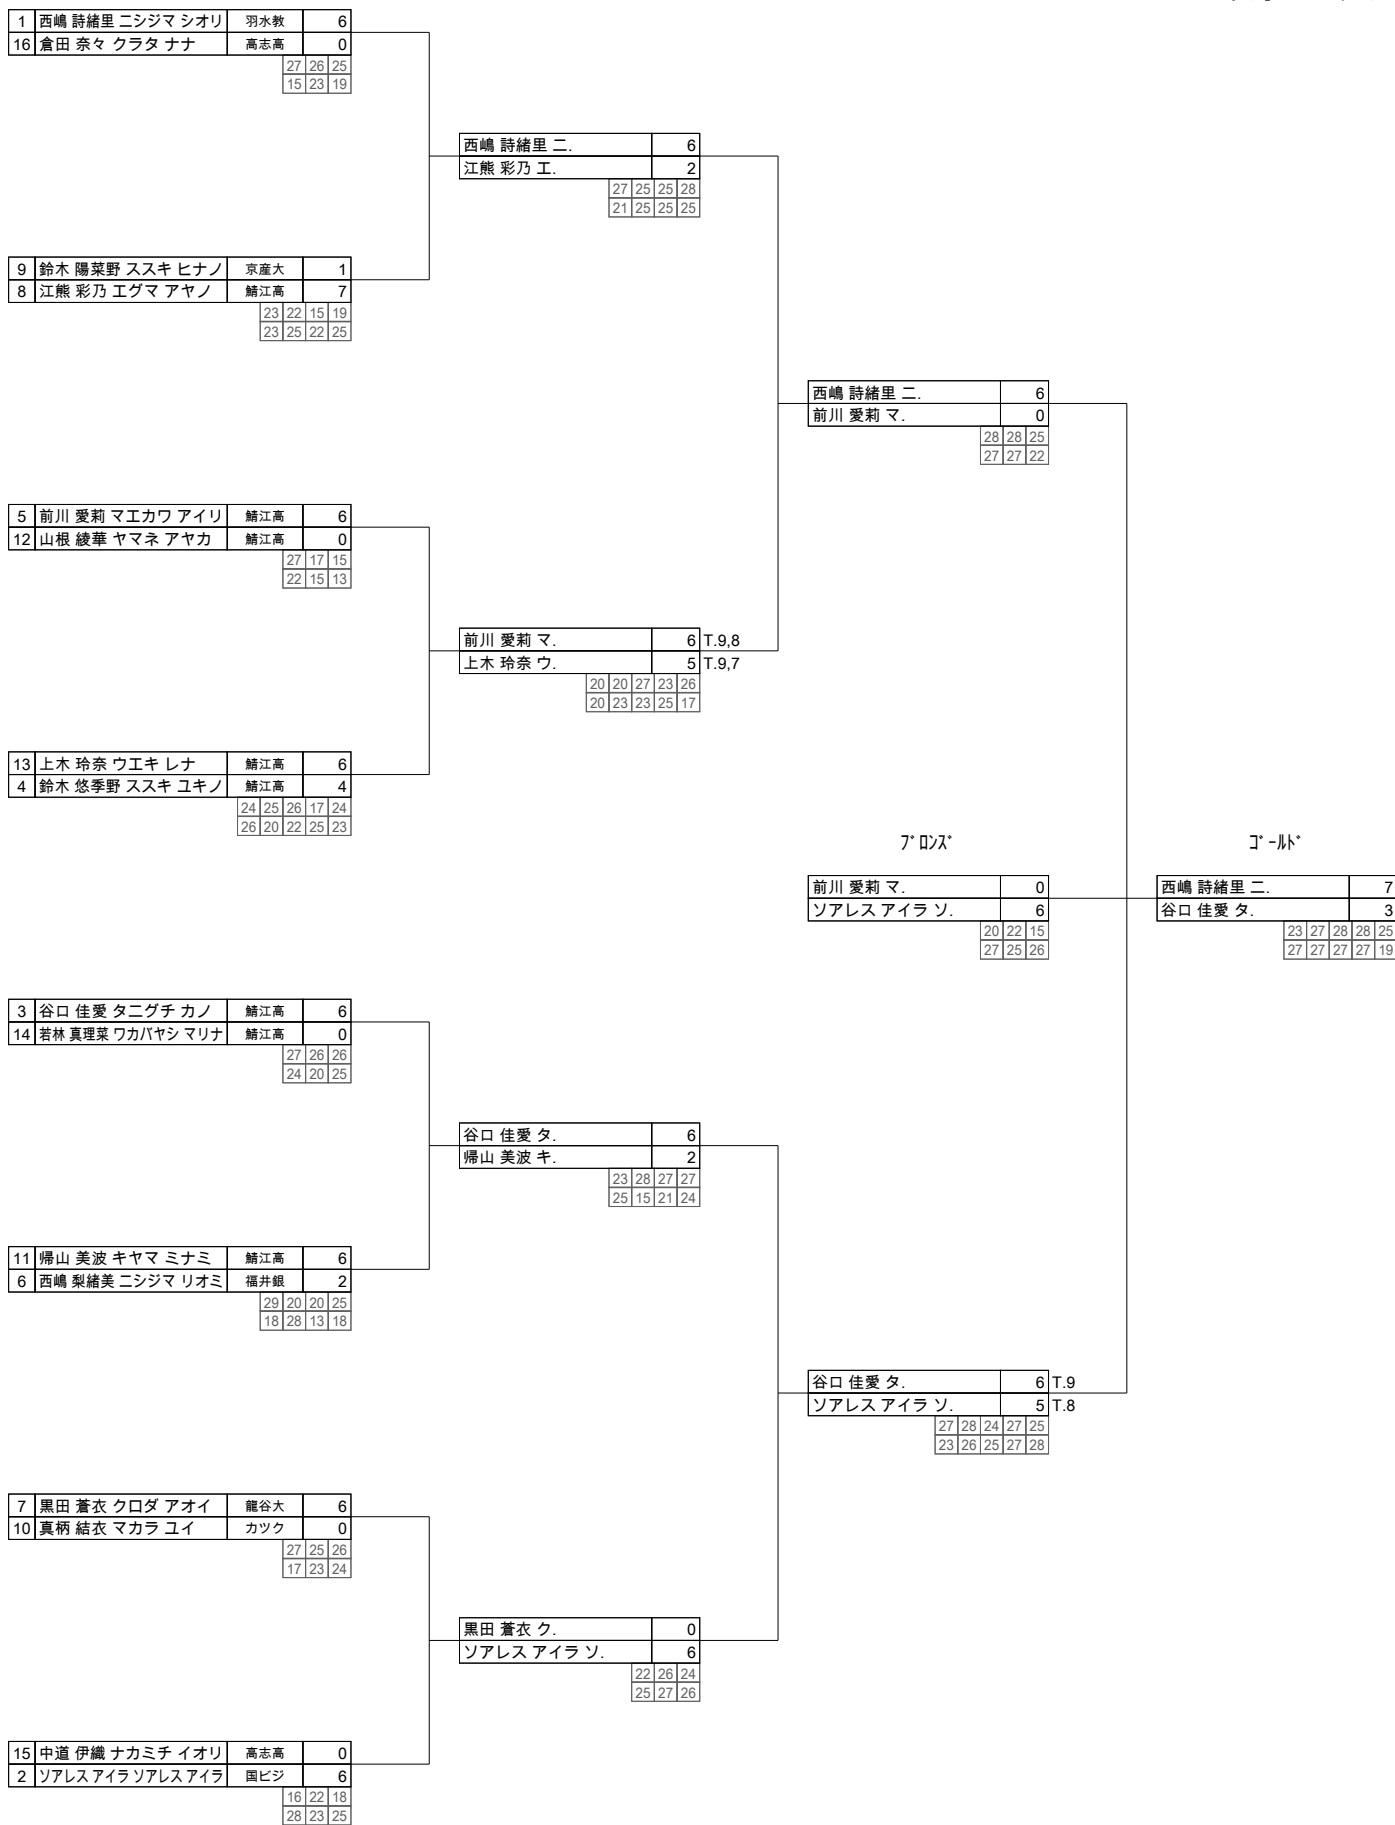 1 西嶋 詩緒里 ニシジマ シオリ 羽水教 6
16 倉田 奈々 クラタ ナナ 高志高 0
27 26 25
15 23 19
西嶋 詩緒里 ニ. 6
江熊 彩乃 エ. 2
27 25 25 28
21 25 25 25
9 鈴木 陽菜野 スズキ ヒナノ 京産大 1
8 江熊 彩乃 エグマ アヤノ 鯖江高 7
23 22 15 19
23 25 22 25
西嶋 詩緒里 ニ. 6
前川 愛莉 マ. 0
28 28 25
27 27 22
5 前川 愛莉 マエカワ アイリ 鯖江高 6
12 山根 綾華 ヤマネ アヤカ 鯖江高 0
27 17 15
22 15 13
前川 愛莉 マ. 6 T.9,8
上木 玲奈 ウ. 5 T.9,7
20 20 27 23 26
20 23 23 25 17
13 上木 玲奈 ウエキ レナ 鯖江高 6
4 鈴木 悠季野 スズキ ユキノ 鯖江高 4
24 25 26 17 24
26 20 22 25 23
ﾌﾞﾛﾝｽﾞ ｺﾞｰﾙﾄﾞ
前川 愛莉 マ. 0
ソアレス アイラ ソ. 6
20 22 15
27 25 26
西嶋 詩緒里 ニ. 7
谷口 佳愛 タ. 3
23 27 28 28 25
27 27 27 27 19
3 谷口 佳愛 タニグチ カノ 鯖江高 6
14 若林 真理菜 ワカバヤシ マリナ 鯖江高 0
27 26 26
24 20 25
谷口 佳愛 タ. 6
帰山 美波 キ. 2
23 28 27 27
25 15 21 24
11 帰山 美波 キヤマ ミナミ 鯖江高 6
6 西嶋 梨緒美 ニシジマ リオミ 福井銀 2
29 20 20 25
18 28 13 18
谷口 佳愛 タ. 6 T.9
ソアレス アイラ ソ. 5 T.8
27 28 24 27 25
23 26 25 27 28
7 黒田 蒼衣 クロダ アオイ 龍谷大 6
10 真柄 結衣 マカラ ユイ カツク 0
27 25 26
17 23 24
黒田 蒼衣 ク. 0
ソアレス アイラ ソ. 6
22 26 24
25 27 26
15 中道 伊織 ナカミチ イオリ 高志高 0
2 ソアレス アイラ ソアレス アイラ 国ビジ 6
16 22 18
28 23 25